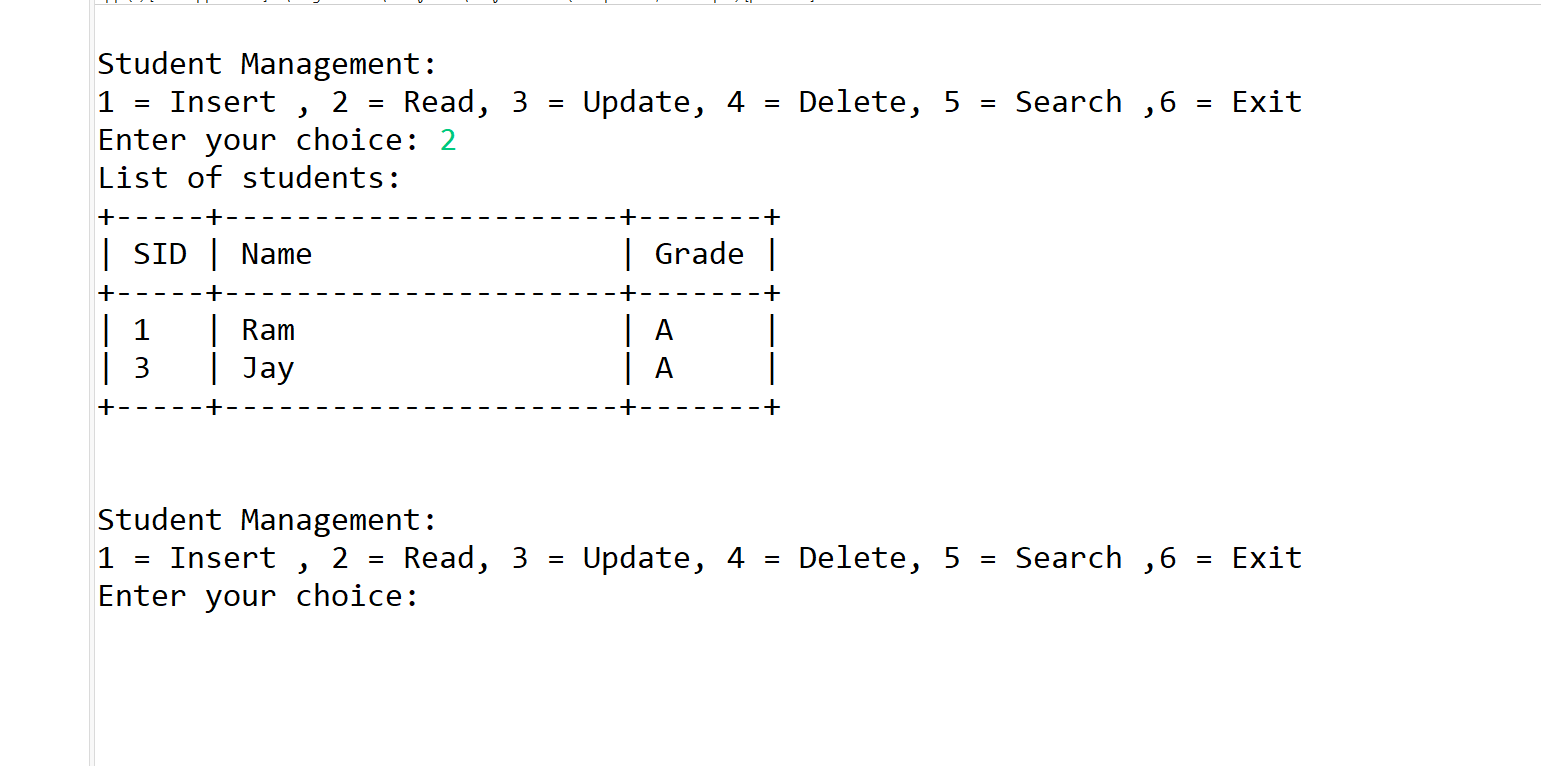 Student Management:
1 = Insert , 2 = Read, 3 = Update, 4 = Delete, 5 = Search ,6 = Exit
Enter your choice: 2
List of students:
+-----+----------------------+-------+
| SID | Name                 | Grade |
+-----+----------------------+-------+
| 1   | Ram                  | A     |
| 3   | Jay                  | A     |
+-----+----------------------+-------+
Student Management:
1 = Insert , 2 = Read, 3 = Update, 4 = Delete, 5 = Search ,6 = Exit
Enter your choice: